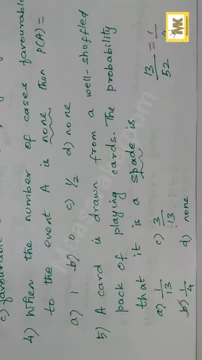 c) favourable
4) When the number of cases favourable
to the event A is none then P(A) =
a) 1 b) 0 c) 1/2 d) none
5) A card is drawn from a well-shoffled
pack of playing cards. The probability
that it is a spade is
a) 1/13 c) 3/13 13/52 = 1/
b) 1/4 d) none